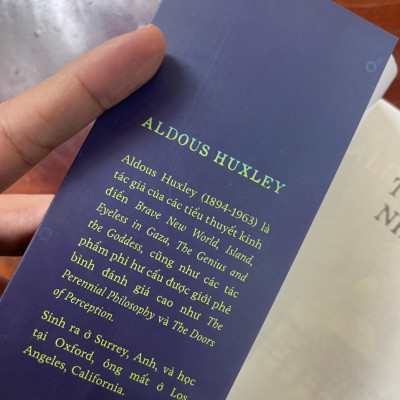 ALDOUS HUXLEY
Aldous Huxley (1894-1963) là
tác giả của các tiểu thuyết kinh
điển Brave New World, Island,
Eyeless in Gaza, The Genius and
the Goddess, cũng như các tác
phẩm phi hư cấu được giới phê
bình đánh giá cao như The
Perennial Philosophy và The Doors
of Perception.
Sinh ra ở Surrey, Anh, và học
tại Oxford, ông mất ở Los
Angeles, California.